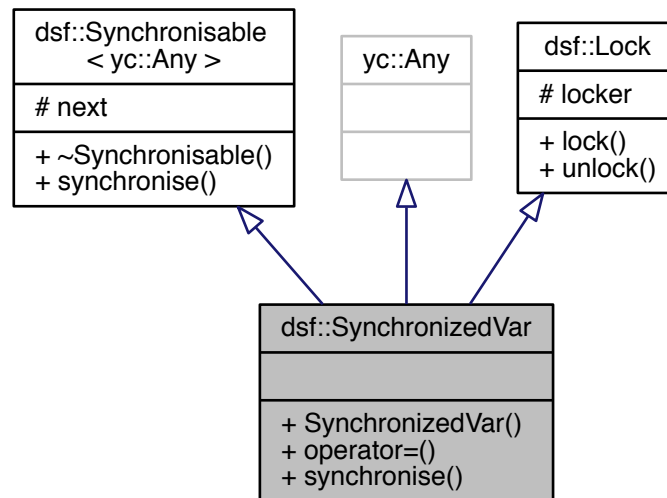 dsf::Synchronisable
< yc::Any >
# next
+ ~Synchronisable()
+ synchronise()
yc::Any
dsf::Lock
# locker
+ lock()
+ unlock()
dsf::SynchronizedVar
+ SynchronizedVar()
+ operator=()
+ synchronise()